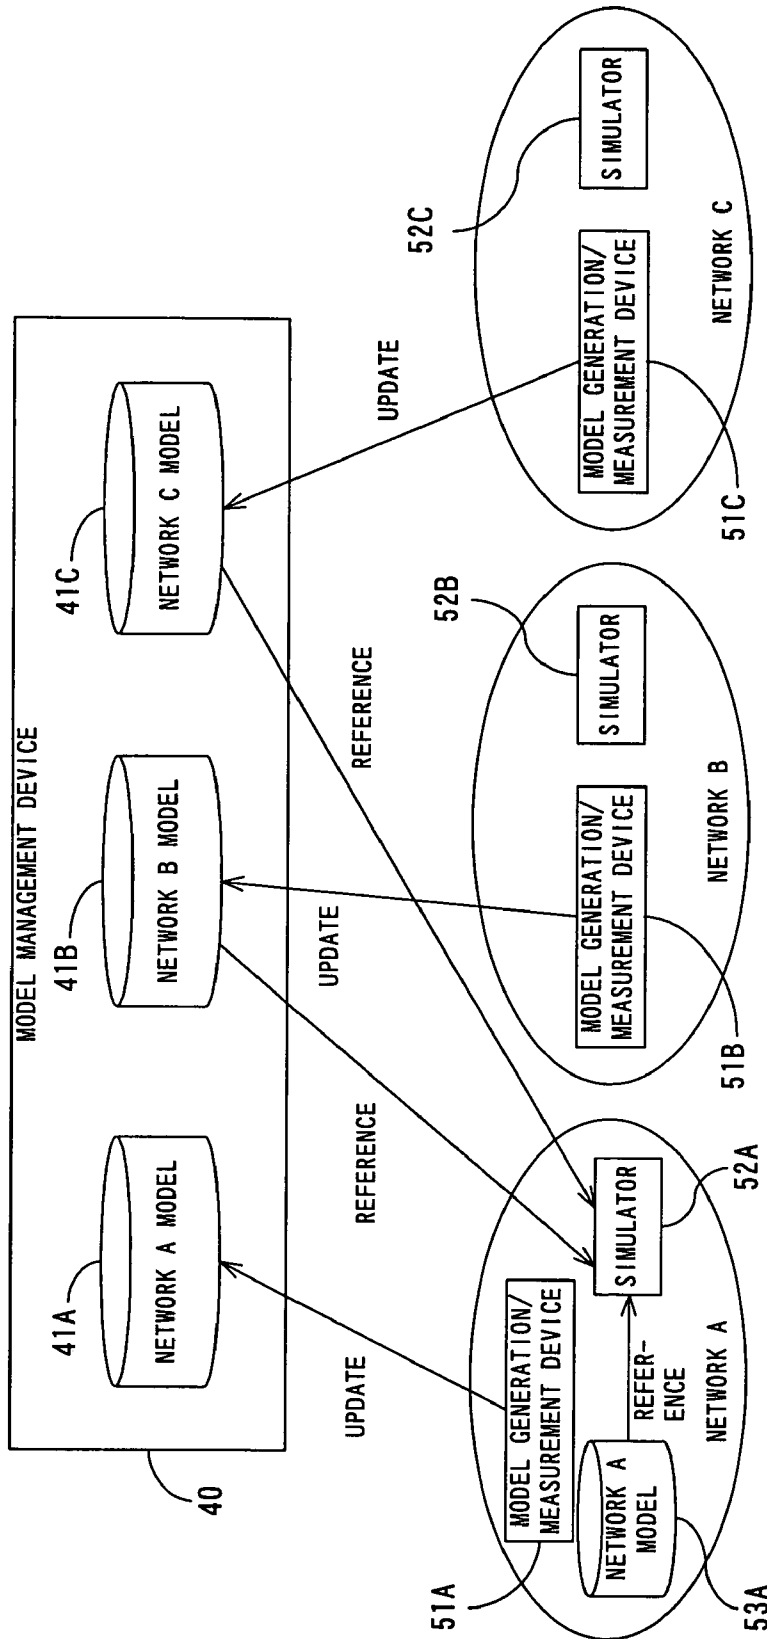 MODEL MANAGEMENT DEVICE
40
41A
NETWORK A MODEL
41B
NETWORK B MODEL
41C
NETWORK C MODEL
UPDATE
REFERENCE
UPDATE
REFERENCE
UPDATE
51A
MODEL GENERATION/
MEASUREMENT DEVICE
NETWORK A
MODEL
53A
REFER-
ENCE
SIMULATOR
52A
NETWORK A
MODEL GENERATION/
MEASUREMENT DEVICE
51B
SIMULATOR
52B
NETWORK B
MODEL GENERATION/
MEASUREMENT DEVICE
51C
SIMULATOR
52C
NETWORK C